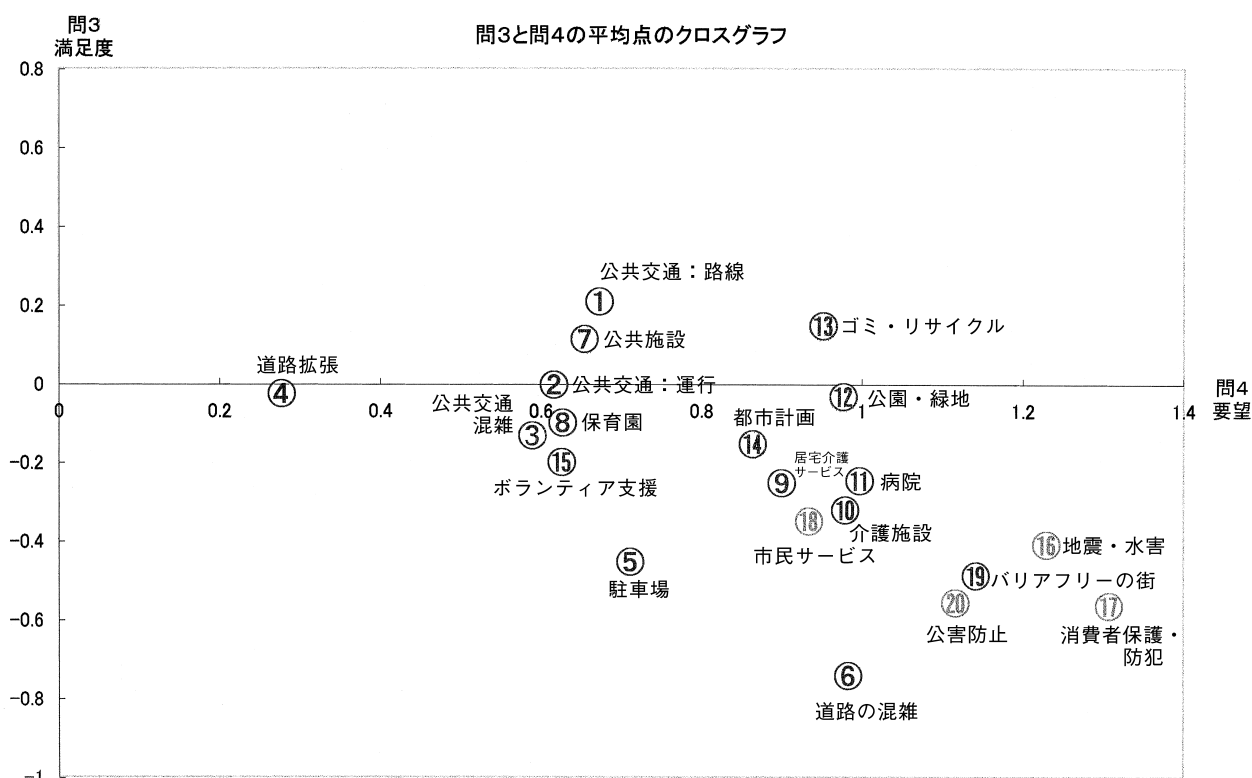 問3
満足度
問3と問4の平均点のクロスグラフ
0.8
0.6
0.4
公共交通:路線
0.2
①
⑬ゴミ・リサイクル
⑦公共施設
道路拡張
0
④
②公共交通:運行
⑫公園・緑地
問4
要望
0
0.2
0.4
0.6
0.8
1
1.2
1.4
公共交通
混雑
③
⑧保育園
都市計画
⑭
-0.2
⑮
ボランティア支援
居宅介護
サービス
⑨
⑪病院
⑩
介護施設
⑱
市民サービス
-0.4
⑯地震・水害
⑤
駐車場
⑲バリアフリーの街
⑳
公害防止
⑰
消費者保護・
防犯
-0.6
⑥
道路の混雑
-0.8
-1